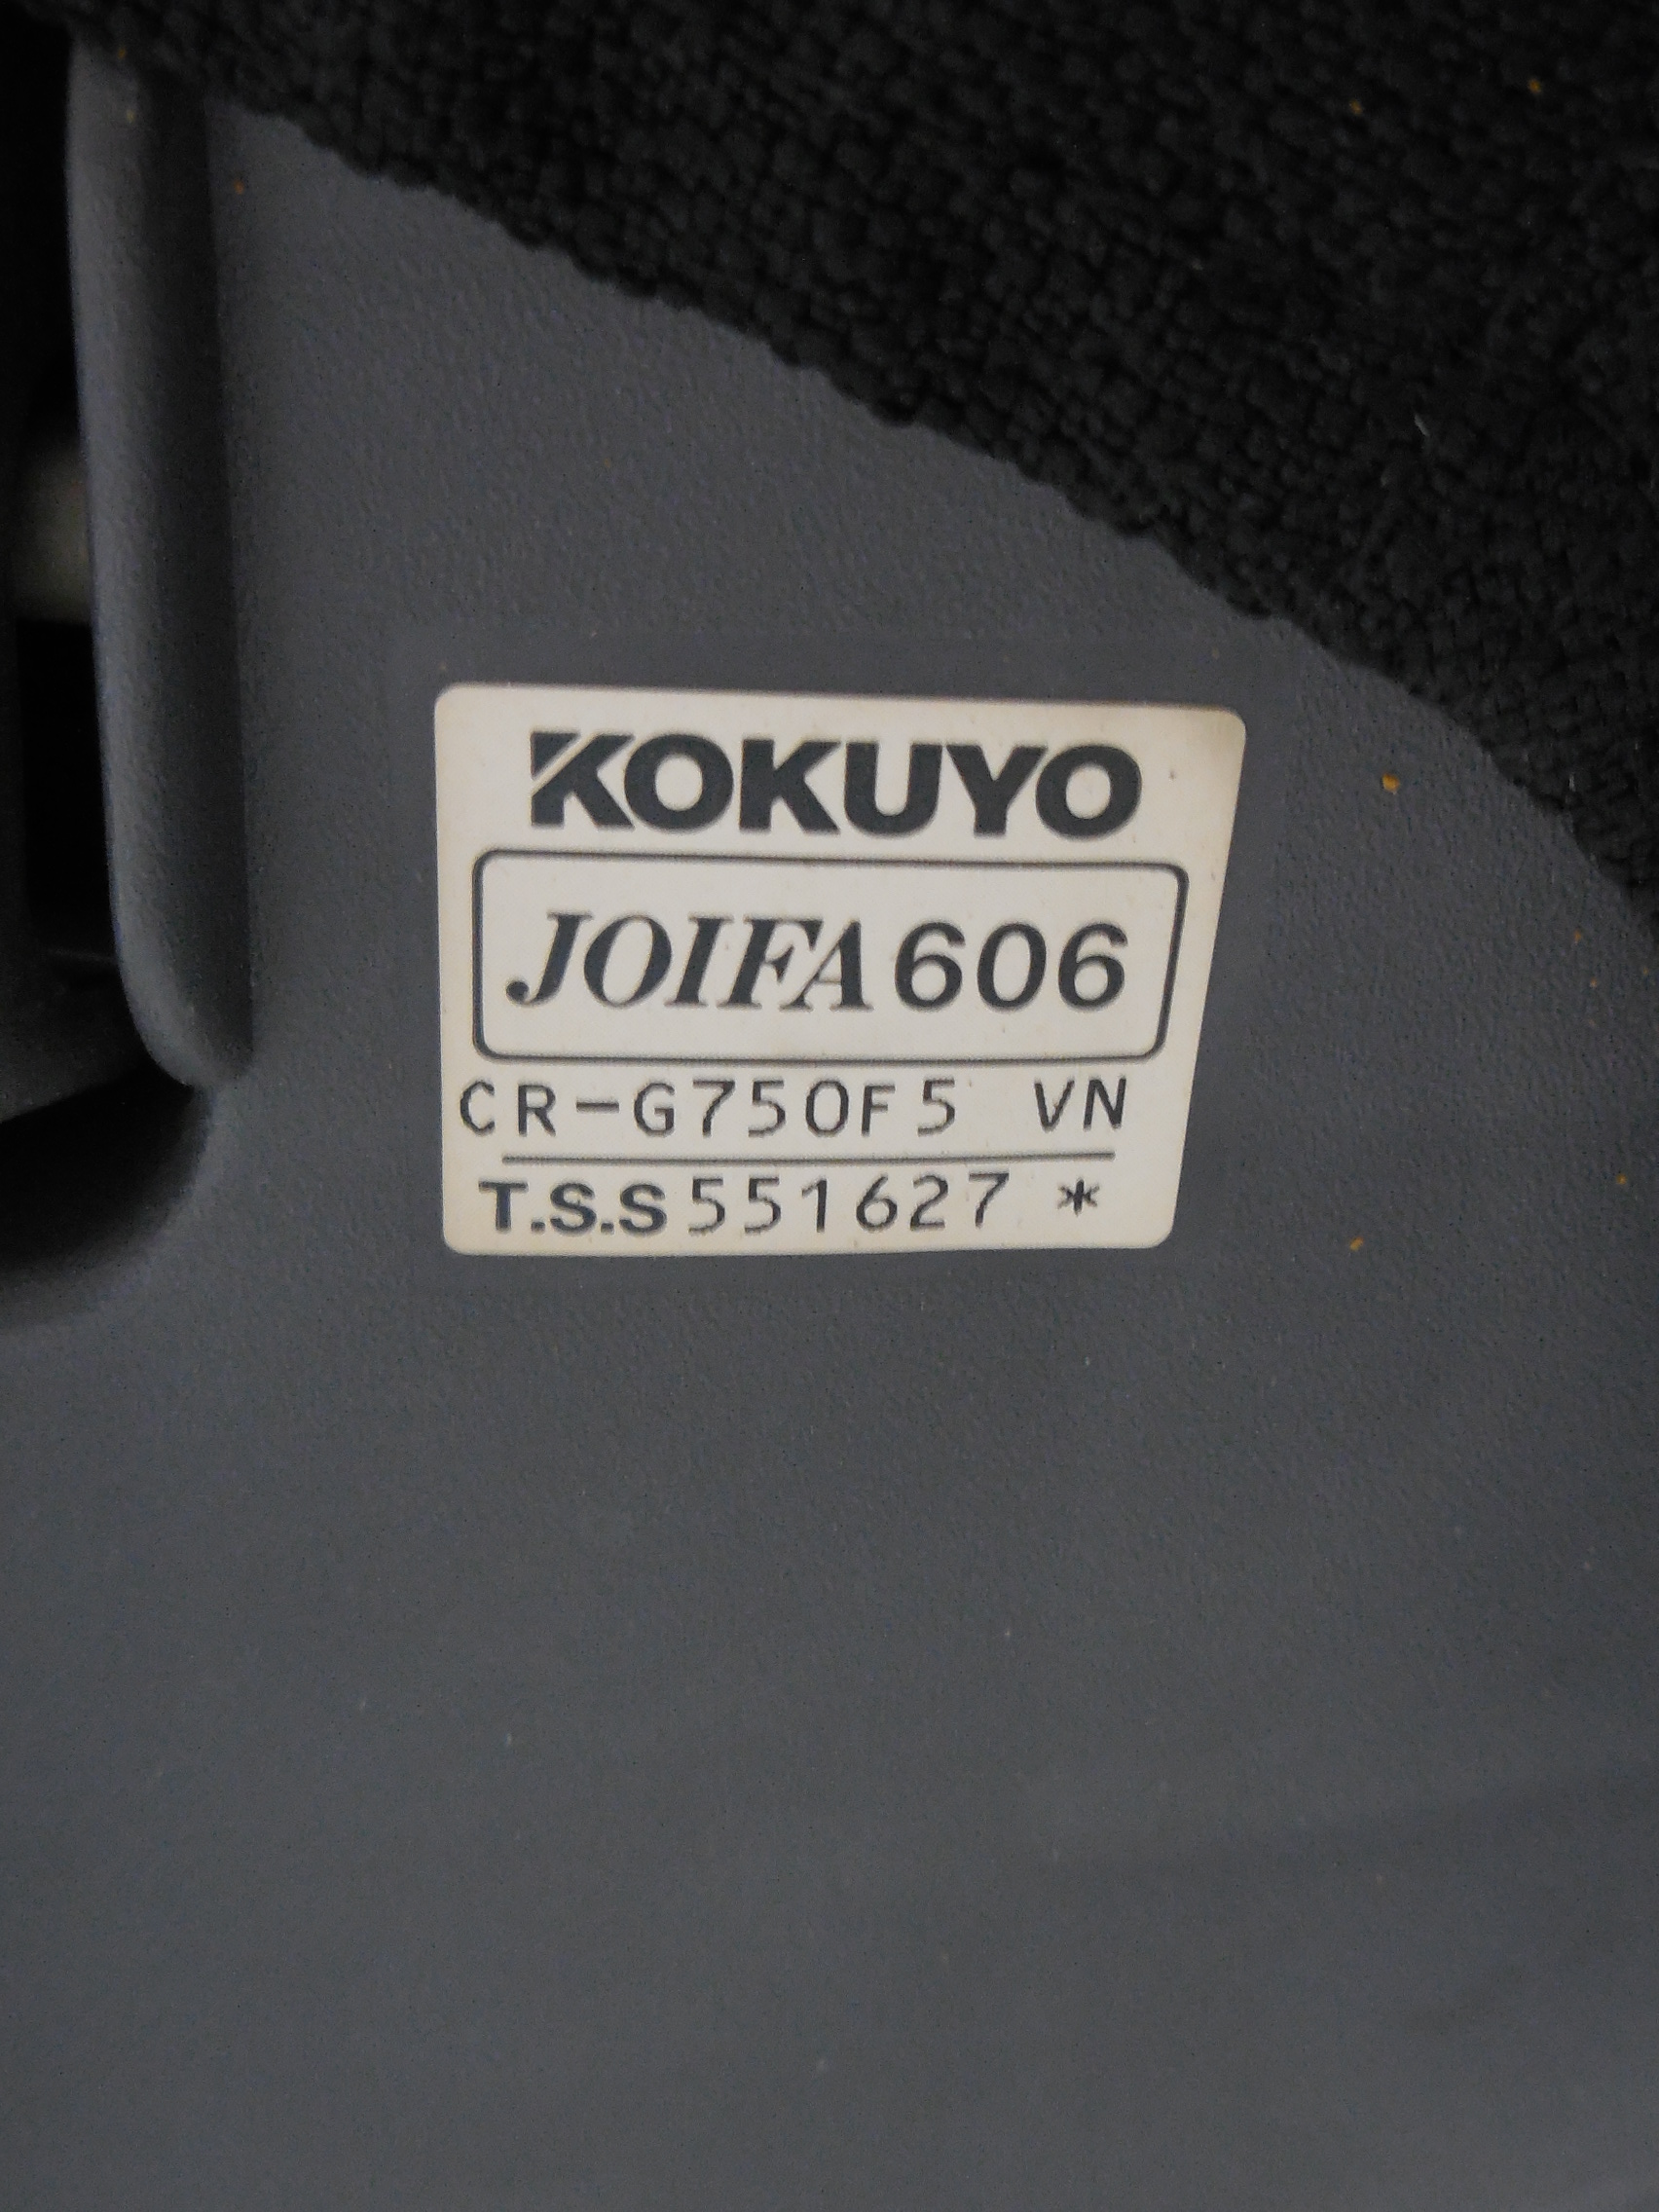 KOKUYO
JOIFA 606
CR-G750F5 VN
T.S.S 551627 *